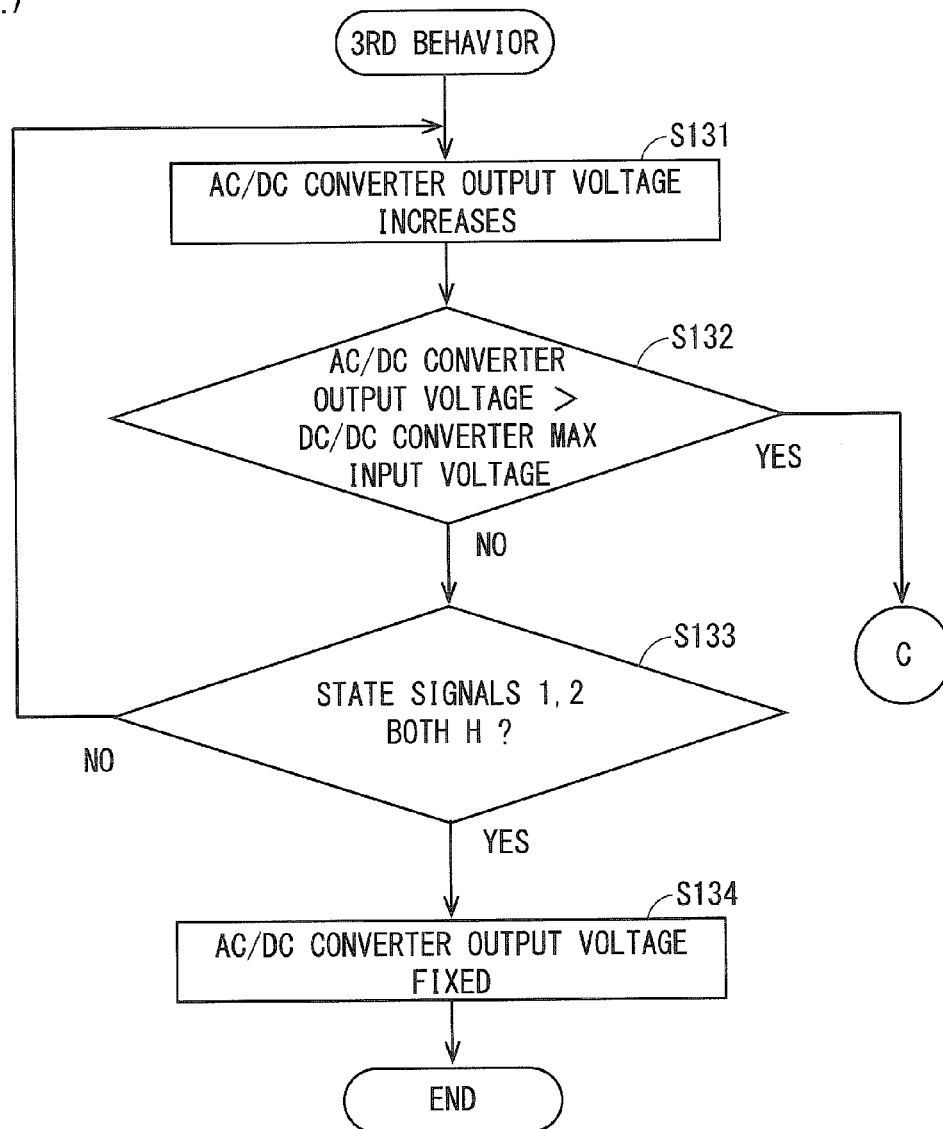 3RD BEHAVIOR
S131
AC/DC CONVERTER OUTPUT VOLTAGE
INCREASES
S132
AC/DC CONVERTER
OUTPUT VOLTAGE >
DC/DC CONVERTER MAX
INPUT VOLTAGE
YES
NO
C
S133
STATE SIGNALS 1,2
BOTH H ?
NO
YES
S134
AC/DC CONVERTER OUTPUT VOLTAGE
FIXED
END